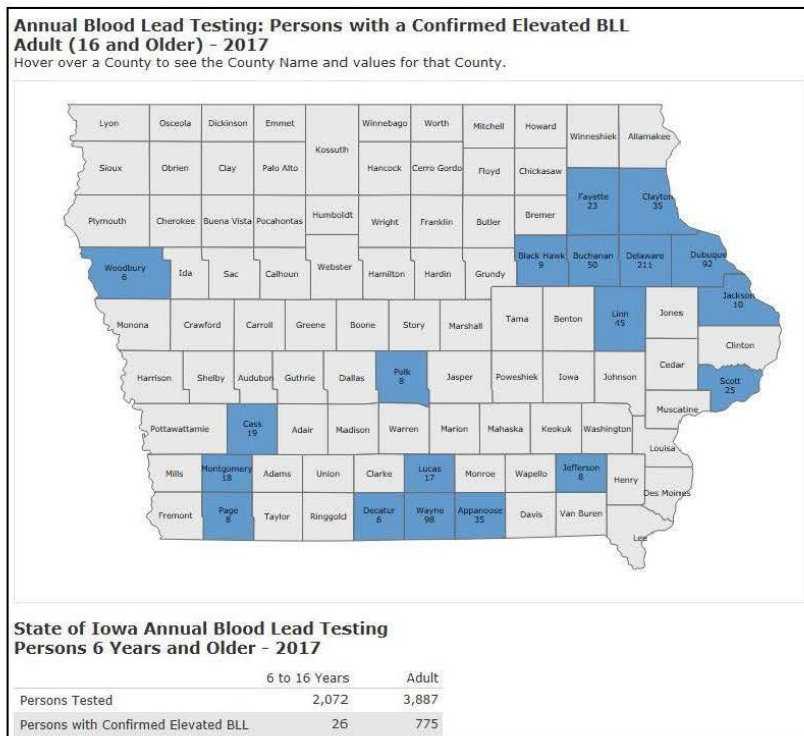 Annual Blood Lead Testing: Persons with a Confirmed Elevated BLL
Adult (16 and Older) - 2017
Hover over a County to see the County Name and values for that County.
Lyon Osceola Dickinson Emmet Winnebago Worth Mitchell Howard Winneshiek Allamakee
Kossuth
Sioux Obrien Clay Palo Alto Hancock Cerro Gordo Floyd Chickasaw
Fayette Clayton
23 35
Plymouth Cherokee Buena Vista Pocahontas Humboldt Wright Franklin Butler Bremer
Woodbury Ida Sac Calhoun Webster Hamilton Hardin Grundy Black Hawk Buchanan Delaware Dubuque
6 9 50 211 92
Jackson
10
Monona Crawford Carroll Greene Boone Story Marshall Tama Benton Linn Jones
45
Clinton
Harrison Shelby Audubon Guthrie Dallas Polk Jasper Poweshiek Iowa Johnson Cedar
8
Scott
25
Muscatine
Pottawattamie Cass Adair Madison Warren Marion Mahaska Keokuk Washington
19
Louisa
Mills Montgomery Adams Union Clarke Lucas Monroe Wapello Jefferson Henry
18 17 8
Des Moines
Fremont Page Taylor Ringgold Decatur Wayne Appanoose Davis Van Buren
8 6 98 35
Lee
State of Iowa Annual Blood Lead Testing
Persons 6 Years and Older - 2017
6 to 16 Years Adult
Persons Tested 2,072 3,887
Persons with Confirmed Elevated BLL 26 775